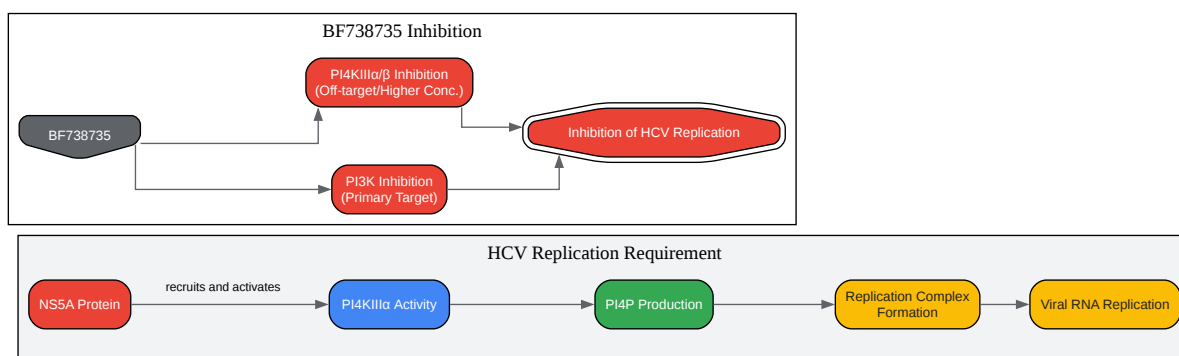 BF738735 Inhibition
PI4KIIIα/β Inhibition
(Off-target/Higher Conc.)
BF738735
Inhibition of HCV Replication
PI3K Inhibition
(Primary Target)
HCV Replication Requirement
NS5A Protein
recruits and activates
PI4KIIIα Activity
PI4P Production
Replication Complex
Formation
Viral RNA Replication